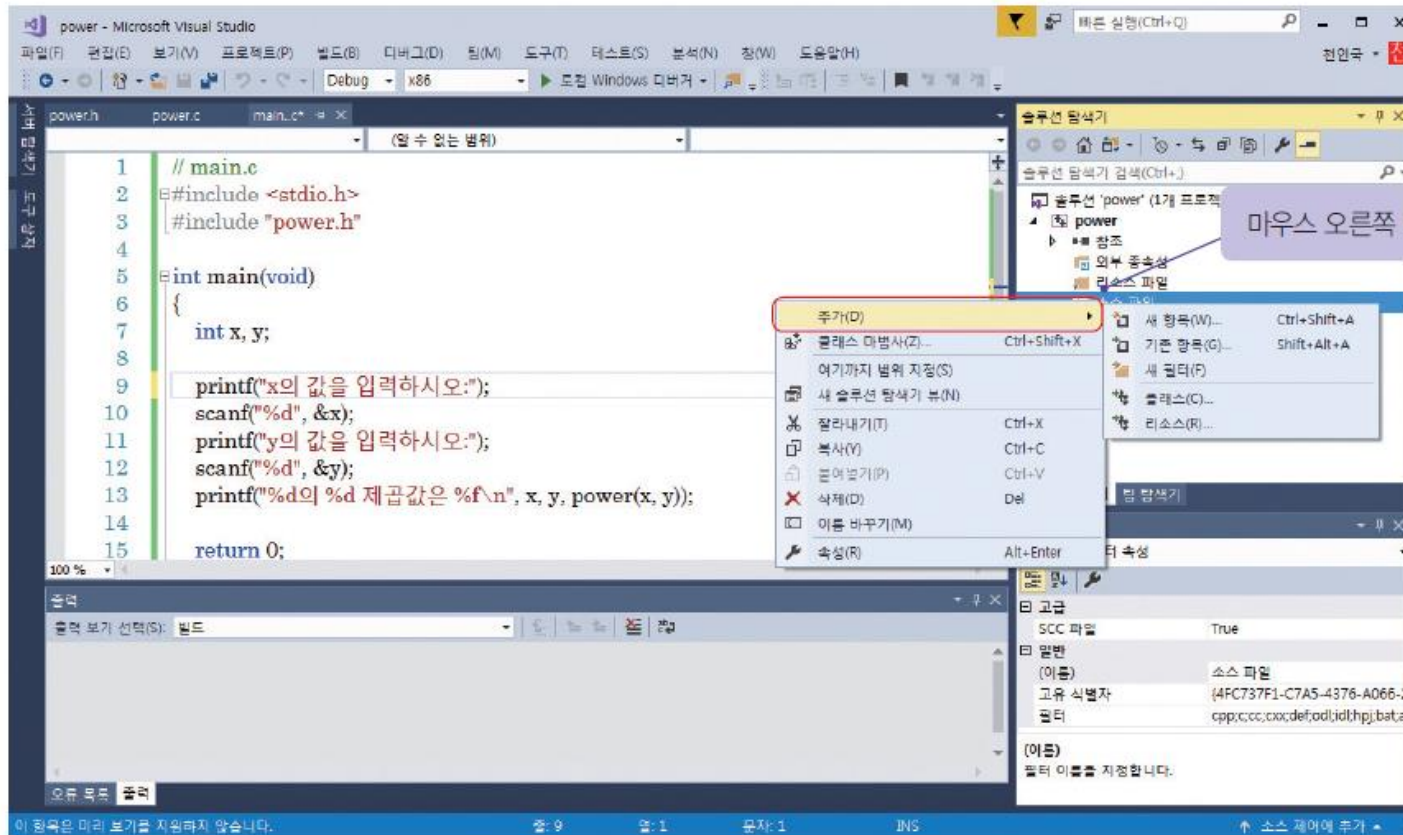 power - Microsoft Visual Studio
빠른 실행(Ctrl+Q)
파일(F) 편집(E) 보기(V) 프로젝트(P) 빌드(B) 디버그(D) 팀(M) 도구(T) 테스트(S) 분석(N) 창(W) 도움말(H)
천인국
Debug x86 로컬 Windows 디버거
서버 탐색기 도구 상자
power.h power.c main..c*
(알 수 없는 범위)
1 // main.c
2 #include <stdio.h>
3 #include "power.h"
4
5 int main(void)
6 {
7 int x, y;
8
9 printf("x의 값을 입력하시오:");
10 scanf("%d", &x);
11 printf("y의 값을 입력하시오:");
12 scanf("%d", &y);
13 printf("%d의 %d 제곱값은 %f\n", x, y, power(x, y));
14
15 return 0;
100 %
출력
출력 보기 선택(S): 빌드
오류 목록 출력
솔루션 탐색기
솔루션 탐색기 검색(Ctrl+;)
솔루션 'power' (1개 프로젝
power
참조
외부 종속성
리소스 파일
소스 파일
마우스 오른쪽
추가(D)
클래스 마법사(Z)... Ctrl+Shift+X
여기까지 범위 지정(S)
새 솔루션 탐색기 뷰(N)
잘라내기(T) Ctrl+X
복사(Y) Ctrl+C
붙여넣기(P) Ctrl+V
삭제(D) Del
이름 바꾸기(M)
속성(R) Alt+Enter
새 항목(W)... Ctrl+Shift+A
기존 항목(G)... Shift+Alt+A
새 필터(F)
클래스(C)...
리소스(R)...
팀 탐색기
터 속성
고급
SCC 파일 True
일반
(이름) 소스 파일
고유 식별자 {4FC737F1-C7A5-4376-A066-2
필터 cpp;c;cc;cxx;def;odl;idl;hpj;bat;a
(이름)
필터 이름을 지정합니다.
이 항목은 미리 보기를 지원하지 않습니다. 줄: 9 열: 1 문자: 1 INS 소스 제어에 추가